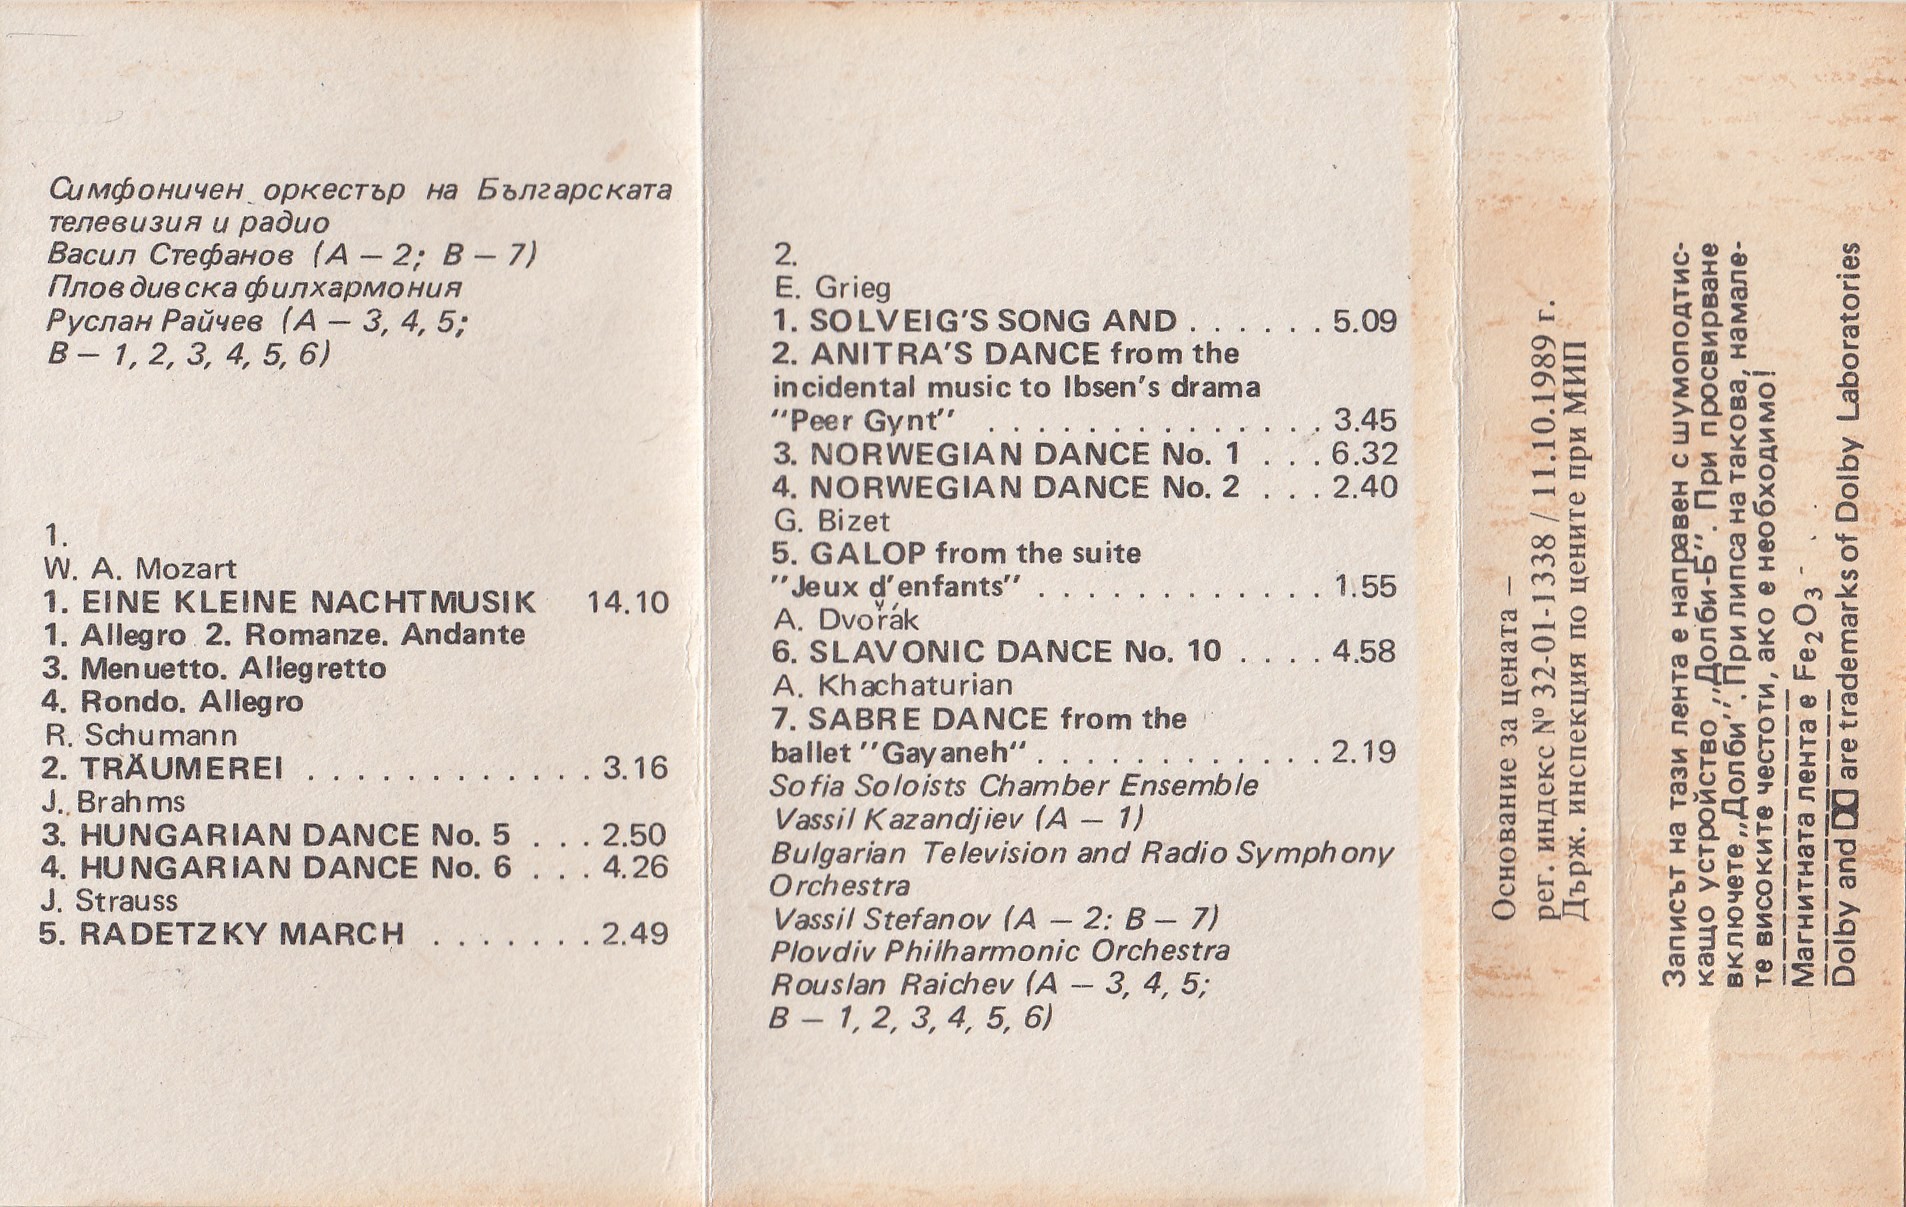 Симфоничен оркестър на Българската
телевизия и радио
Васил Стефанов (А — 2; В — 7)
Пловдивска филхармония
Руслан Райчев (А — 3, 4, 5;
В — 1, 2, 3, 4, 5, 6)
1.
W. A. Mozart
1. EINE KLEINE NACHTMUSIK 14.10
1. Allegro 2. Romanze. Andante
3. Menuetto. Allegretto
4. Rondo. Allegro
R. Schumann
2. TRÄUMEREI . . . . . . . . . . . . . 3.16
J. Brahms
3. HUNGARIAN DANCE No. 5 . . . 2.50
4. HUNGARIAN DANCE No. 6 . . . 4.26
J. Strauss
5. RADETZKY MARCH . . . . . . . 2.49
2.
E. Grieg
1. SOLVEIG'S SONG AND . . . . . . 5.09
2. ANITRA'S DANCE from the
incidental music to Ibsen's drama
"Peer Gynt" . . . . . . . . . . . . . . . 3.45
3. NORWEGIAN DANCE No. 1 . . . 6.32
4. NORWEGIAN DANCE No. 2 . . . 2.40
G. Bizet
5. GALOP from the suite
"Jeux d'enfants" . . . . . . . . . . . . . 1.55
A. Dvořák
6. SLAVONIC DANCE No. 10 . . . . 4.58
A. Khachaturian
7. SABRE DANCE from the
ballet "Gayaneh" . . . . . . . . . . . . . 2.19
Sofia Soloists Chamber Ensemble
Vassil Kazandjiev (A — 1)
Bulgarian Television and Radio Symphony
Orchestra
Vassil Stefanov (A — 2: B — 7)
Plovdiv Philharmonic Orchestra
Rouslan Raichev (A — 3, 4, 5;
B — 1, 2, 3, 4, 5, 6)
Основание за цената —
рег. индекс № 32-01-1338 / 11.10.1989 г.
Държ. инспекция по цените при МИП
Записът на тази лента е направен с шумоподтис-
кащо устройство „Долби-Б". При просвирване
включете „Долби". При липса на такова, намале-
те високите честоти, ако е необходимо!
Магнитната лента е Fe₂O₃
Dolby and are trademarks of Dolby Laboratories